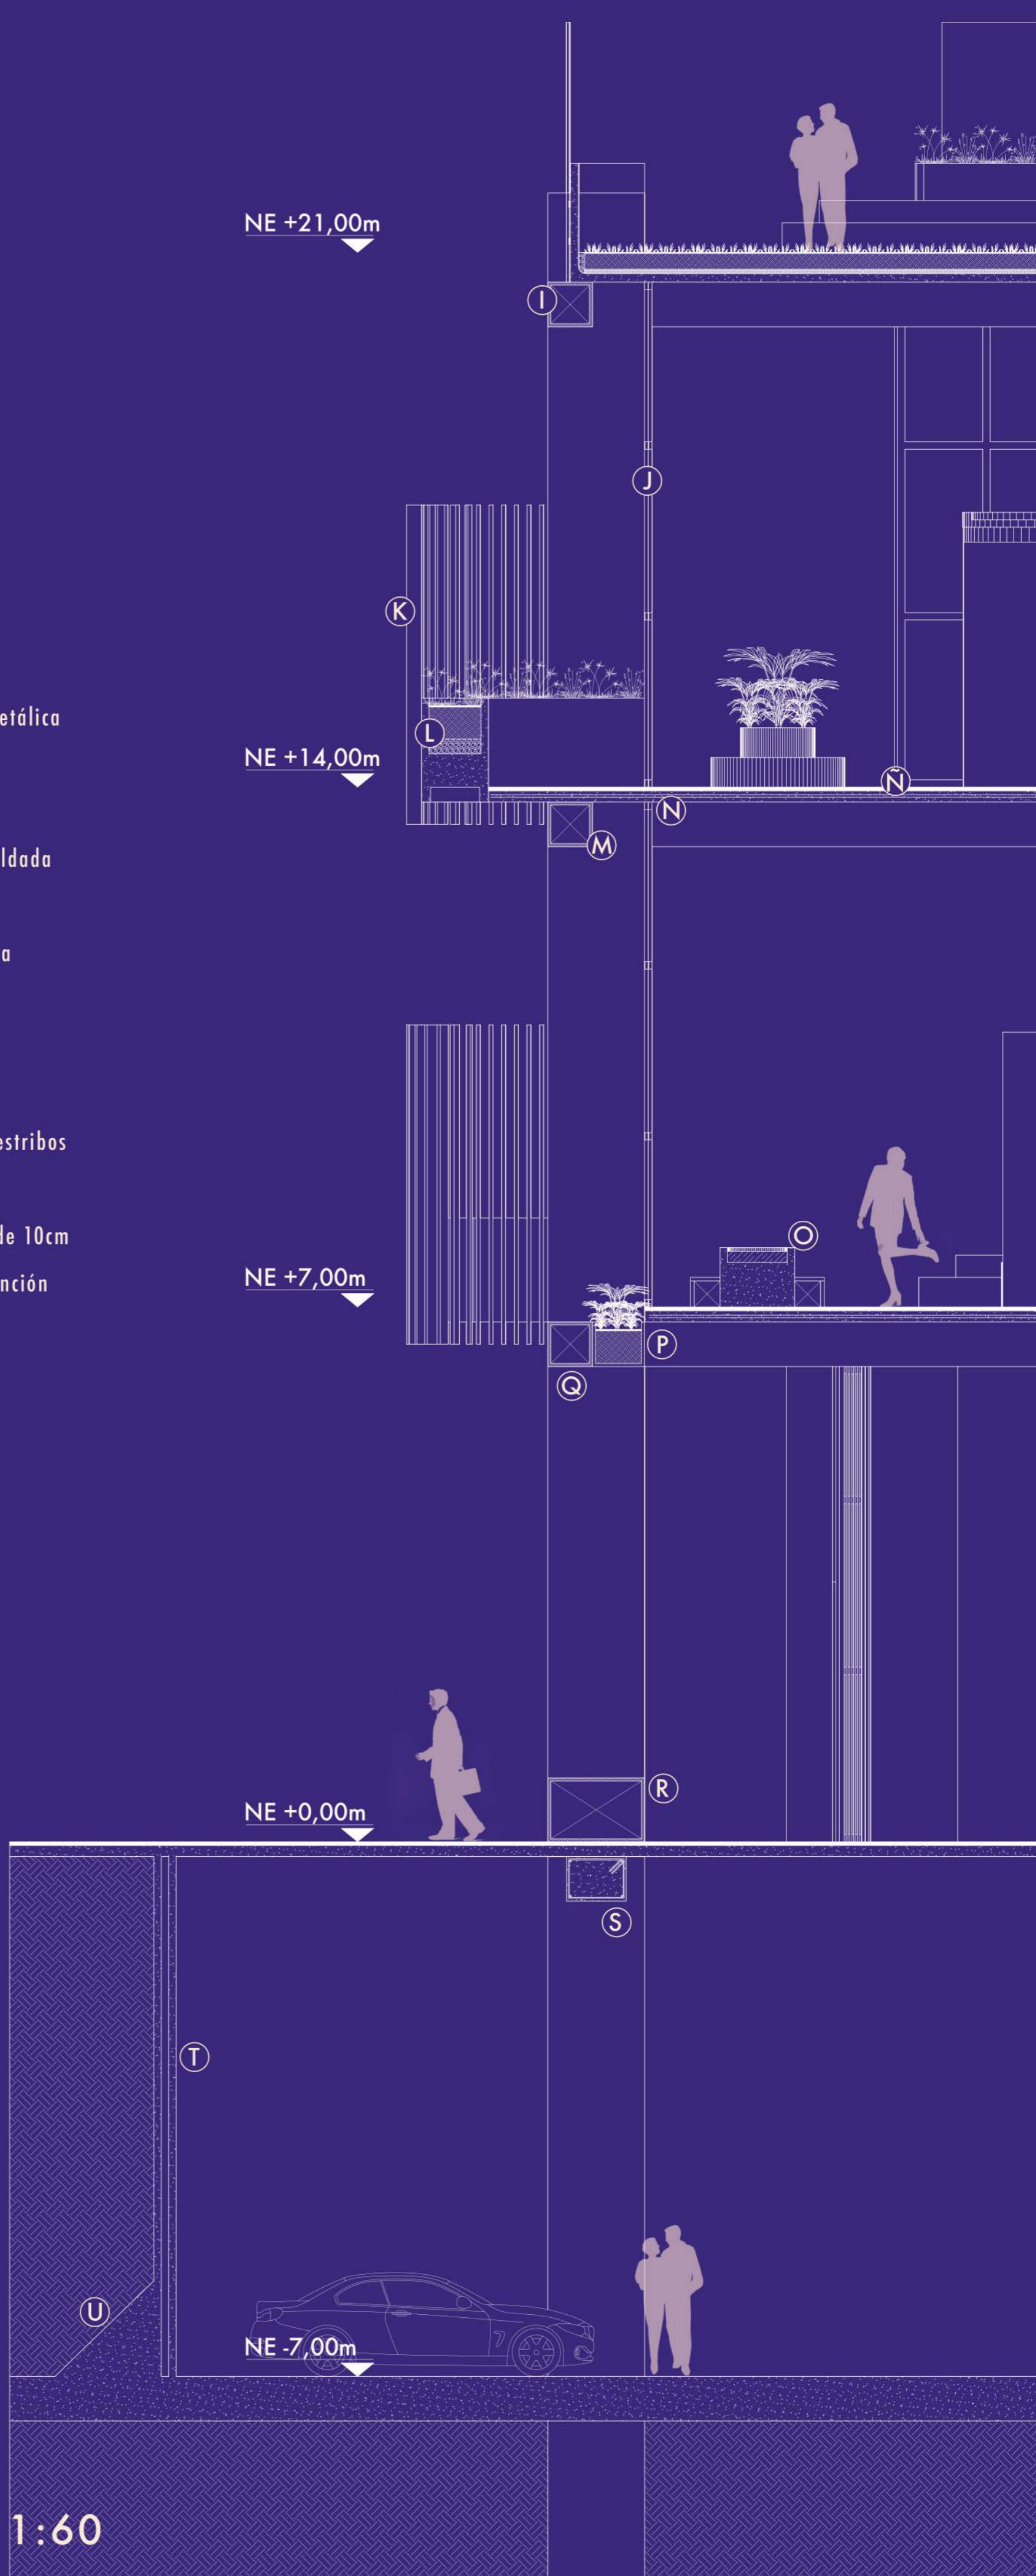 NE +21,00m
I
J
K
etálica
L
NE +14,00m
Ñ
N
M
ldada
a
estribos
O
de 10cm
NE +7,00m
nción
P
Q
R
NE +0,00m
S
T
U
NE -7,00m
1:60